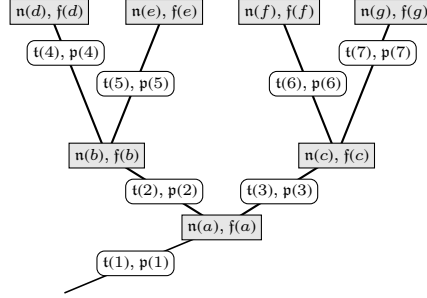 𝔫(d), 𝔣(d) 𝔫(e), 𝔣(e) 𝔫(f), 𝔣(f) 𝔫(g), 𝔣(g)
𝔱(4), 𝔭(4) 𝔱(7), 𝔭(7)
𝔱(5), 𝔭(5) 𝔱(6), 𝔭(6)
𝔫(b), 𝔣(b) 𝔫(c), 𝔣(c)
𝔱(2), 𝔭(2) 𝔱(3), 𝔭(3)
𝔫(a), 𝔣(a)
𝔱(1), 𝔭(1)